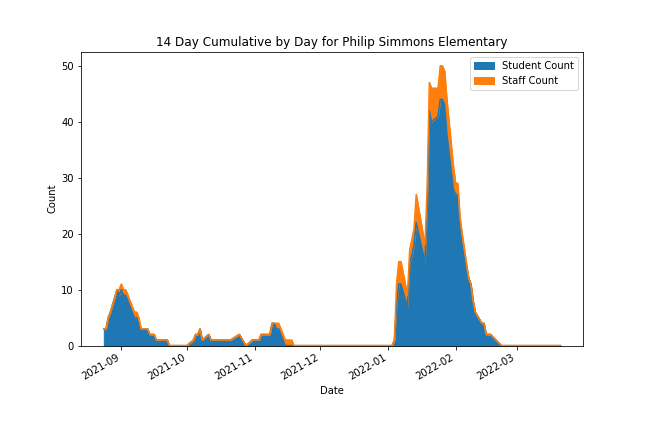 14 Day Cumulative by Day for Philip Simmons Elementary
Student Count
Staff Count
Count
50
40
30
20
10
0
2021-09
2021-10
2021-11
2021-12
2022-01
2022-02
2022-03
Date